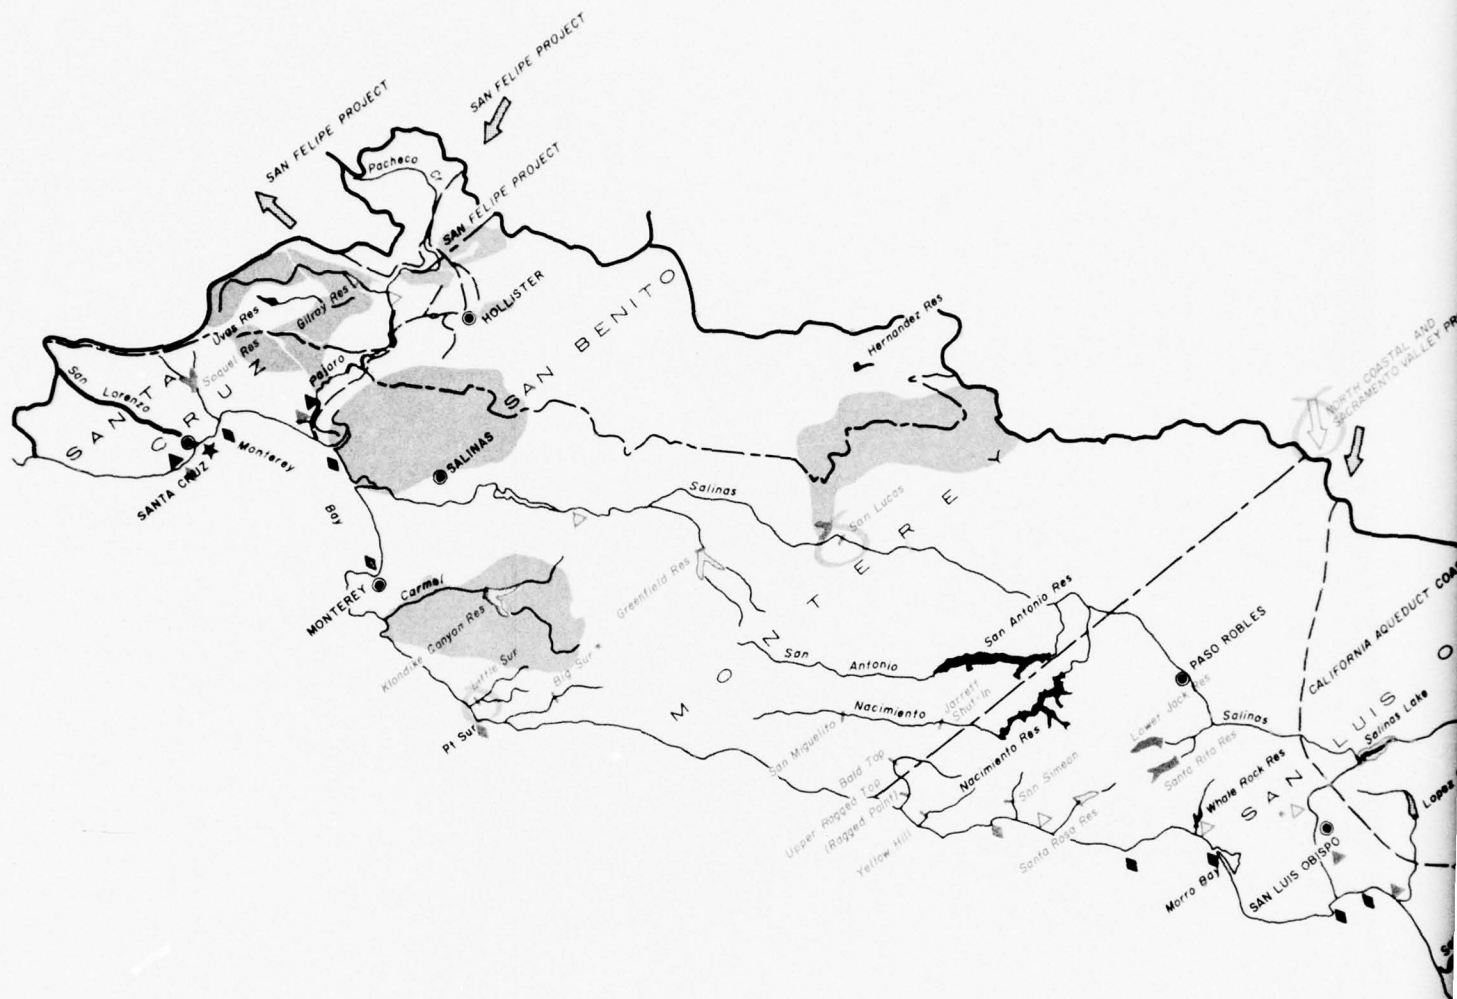 SAN FELIPE PROJECT
SAN FELIPE PROJECT
SAN FELIPE PROJECT
Pacheco
Cr
HOLLISTER
SAN BENITO
Uvas Res
Gilroy Res
Soquel Res
Pajaro
San Lorenzo
SANTA CRUZ
SANTA CRUZ
Monterey Bay
SALINAS
Hernandez Res
NORTH COASTAL AND
SACRAMENTO VALLEY PR
Salinas
San Lucas
MONTEREY
MONTEREY
Carmel
Klondike Canyon Res
Little Sur
Big Sur *
Pt Sur
Greenfield Res
San Antonio
San Antonio Res
Nacimiento
Jarrett
Shut-In
Nacimiento Res
San Miguelito
Bald Top
Upper Ragged Top
(Ragged Point)
Yellow Hill
San Simeon
Santa Rosa Res
PASO ROBLES
Lower Jack Res
Santa Rita Res
Salinas
Whale Rock Res
CALIFORNIA AQUEDUCT COA
SAN LUIS O
Salinas Lake
Lopez
SAN LUIS OBISPO
Morro Bay